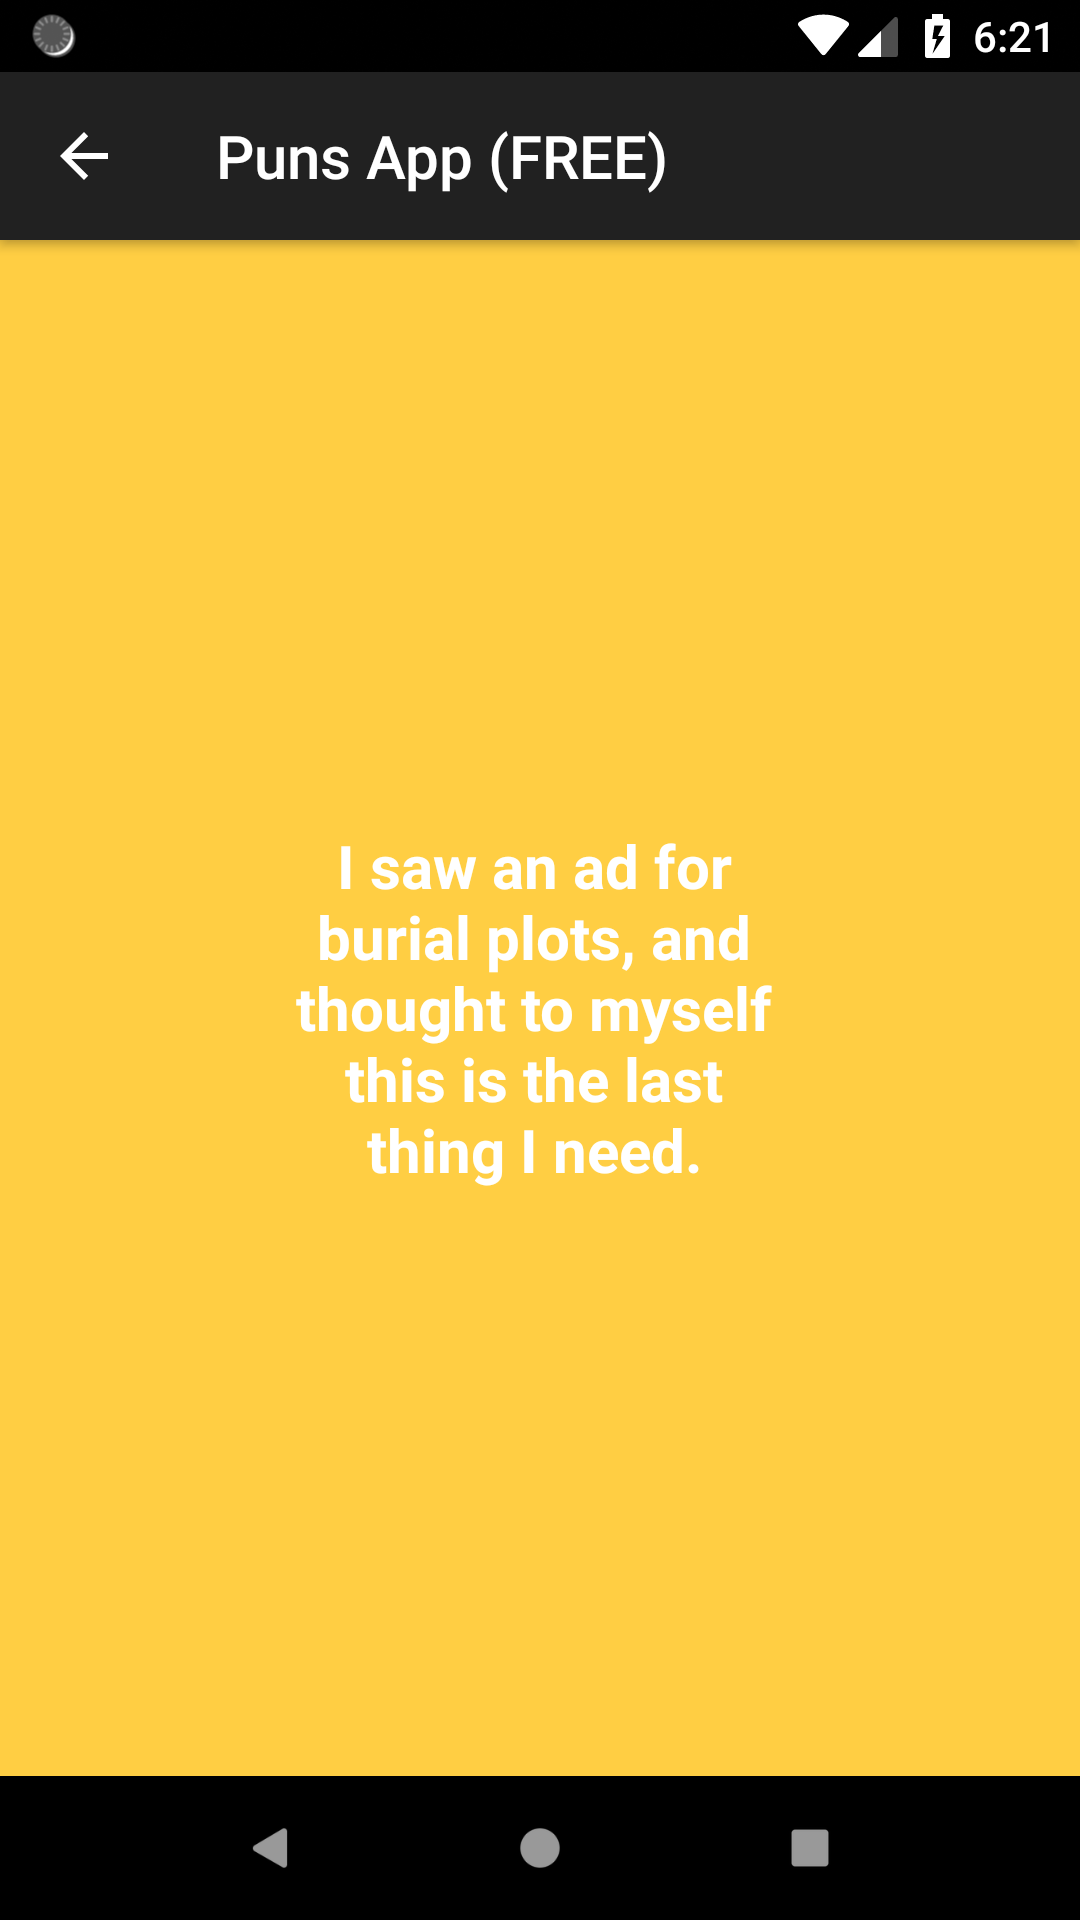 6:21
Puns App (FREE)
I saw an ad for
burial plots, and
thought to myself
this is the last
thing I need.